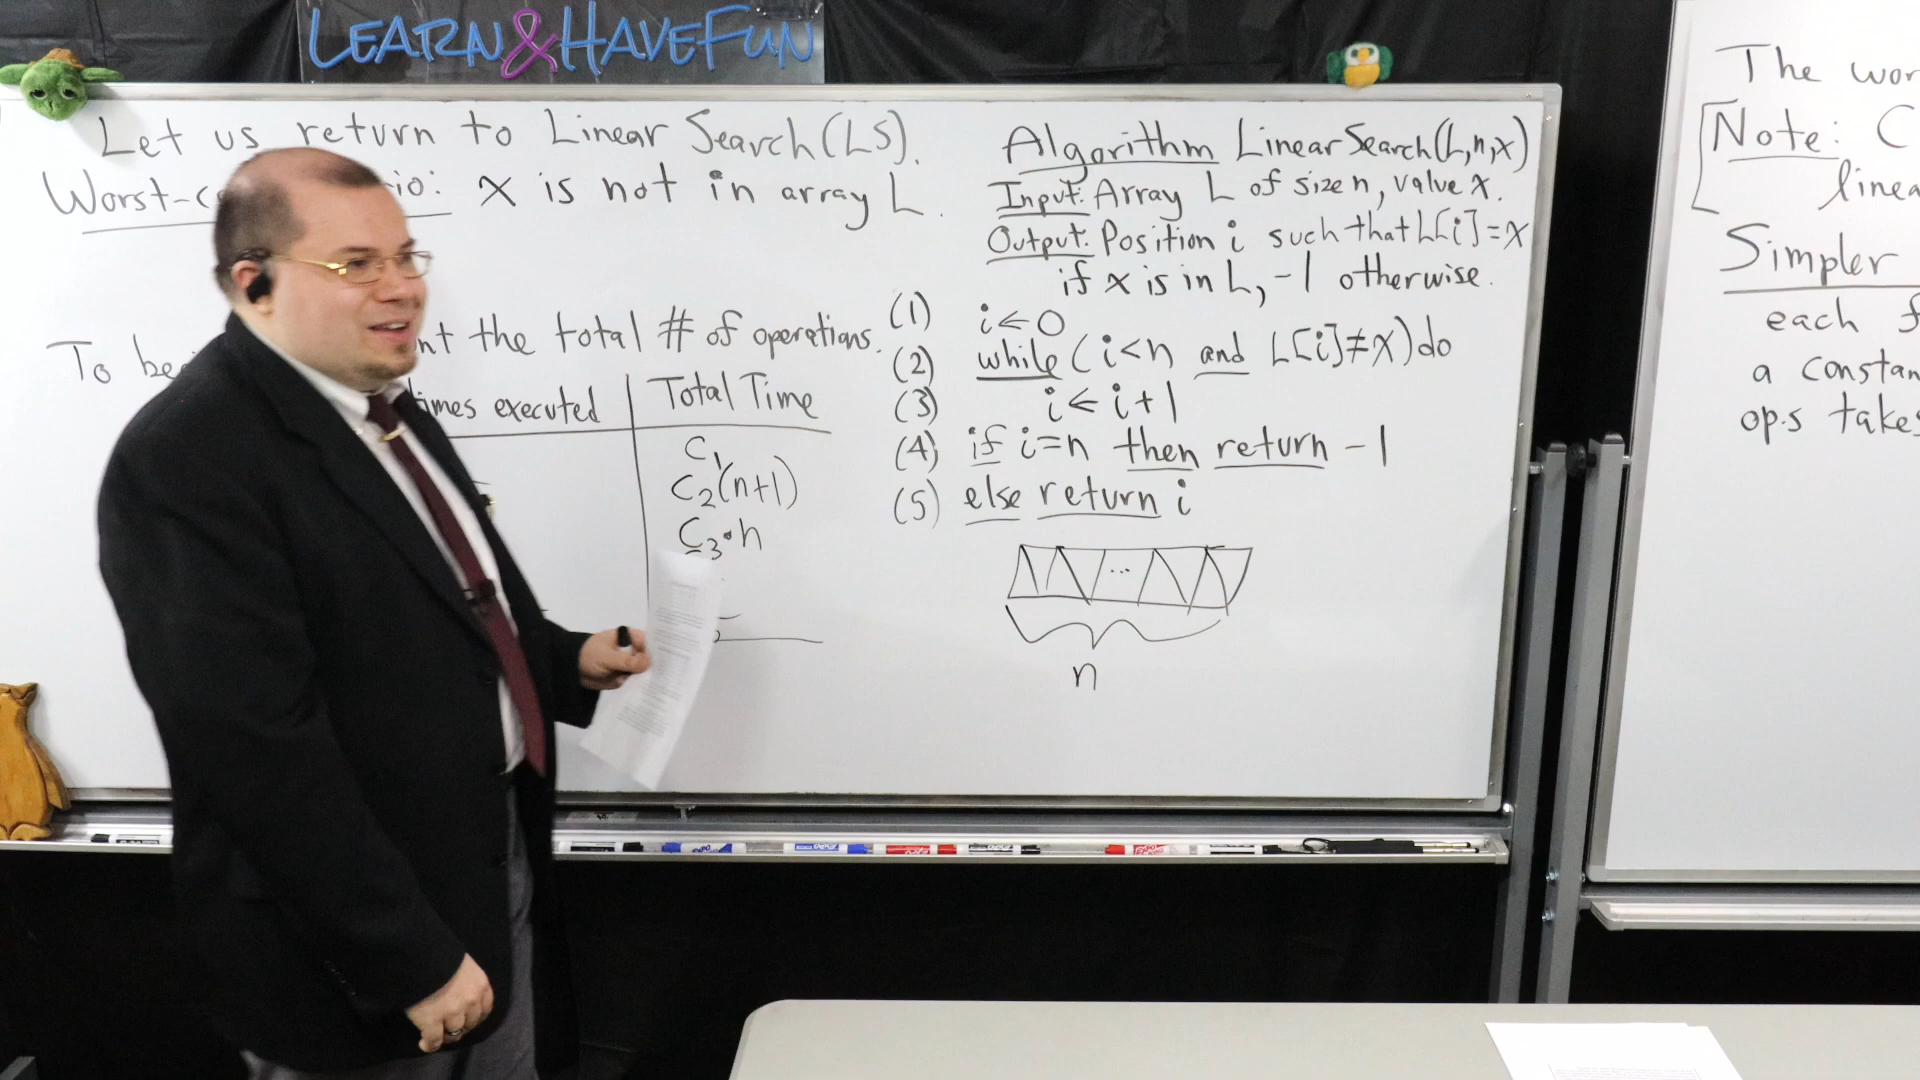 LEARN&HAVEFUN
Let us return to Linear Search (LS).
Worst-c io: x is not in array L.
To be nt the total # of operations.
imes executed | Total Time
C₁
C₂(n+1)
C₃•n
Algorithm LinearSearch(L,n,x)
Input: Array L of size n, value x.
Output: Position i such that L[i]=x
if x is in L, -1 otherwise.
(1) i←0
(2) while (i<n and L[i]≠x) do
(3) i←i+1
(4) if i=n then return -1
(5) else return i
...
n
The wor
Note: C
linea
Simpler
each f
a constan
ops takes